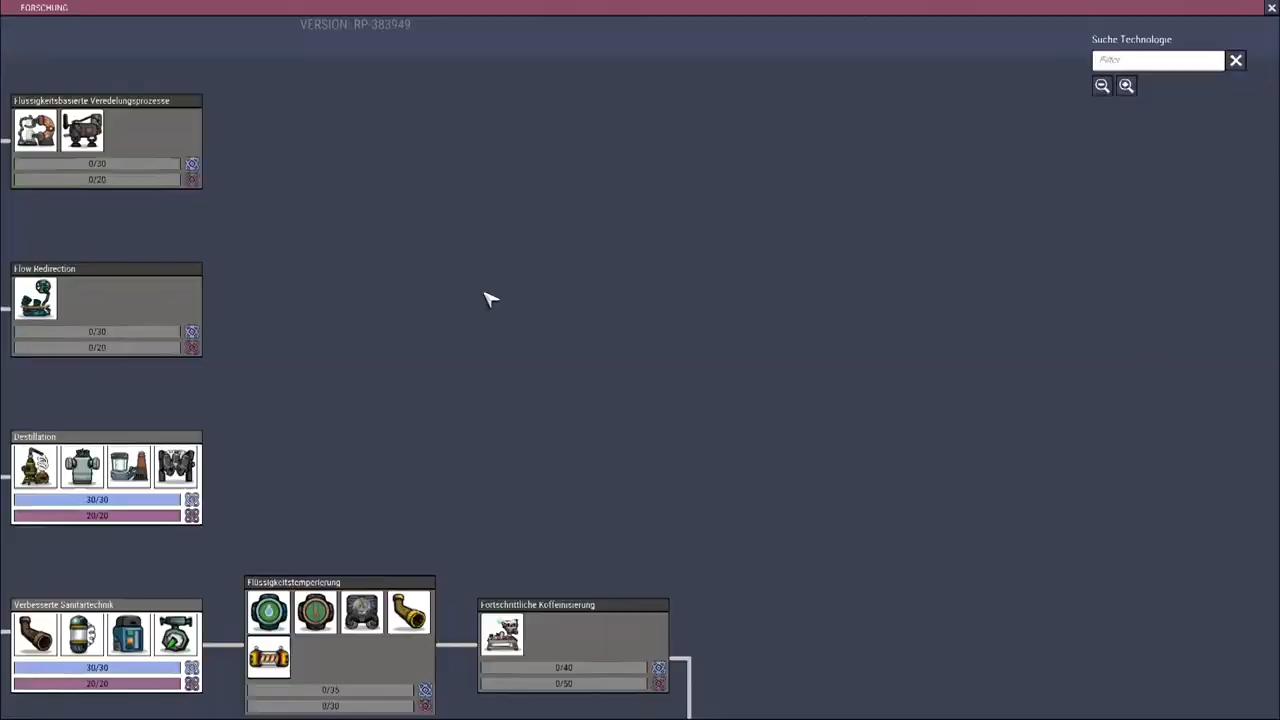 FORSCHUNG
VERSION: RP-383949
Suche Technologie
Filter
Flüssigkeitsbasierte Veredelungsprozesse
0/30
0/20
Flow Redirection
0/30
0/20
Destillation
30/30
20/20
Verbesserte Sanitärtechnik
30/30
20/20
Flüssigkeitstemperierung
0/35
0/30
Fortschrittliche Koffeinisierung
0/40
0/50